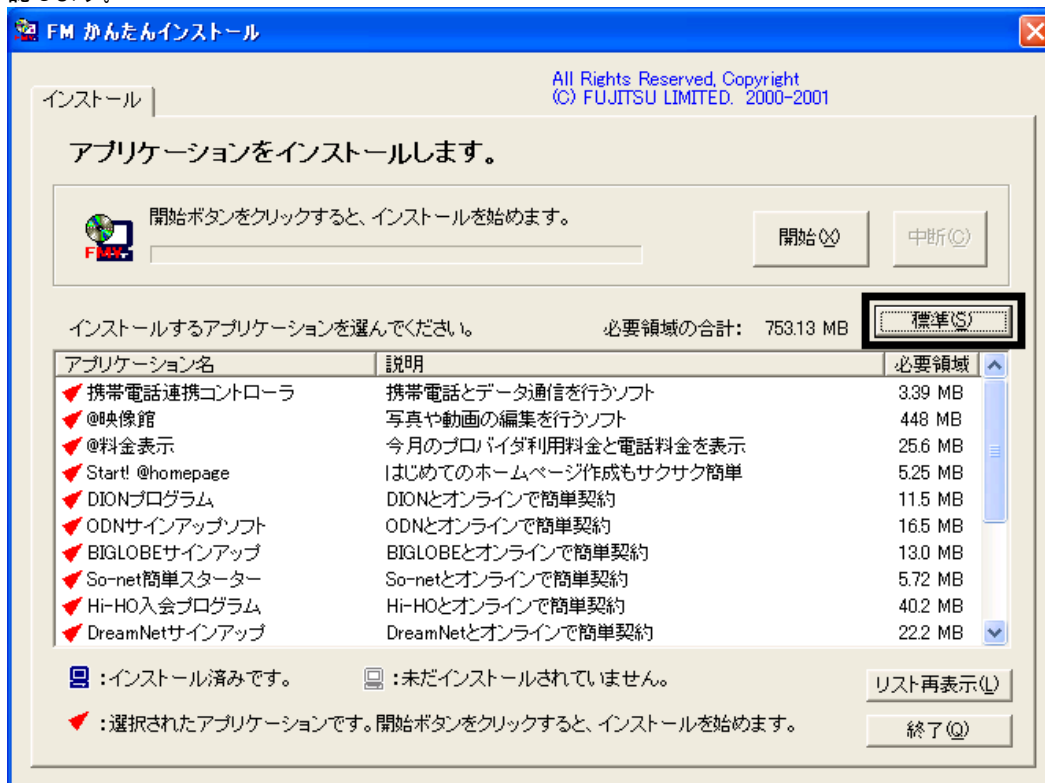 FM かんたんインストール
All Rights Reserved, Copyright
(C) FUJITSU LIMITED. 2000-2001
インストール
アプリケーションをインストールします。
開始ボタンをクリックすると、インストールを始めます。
FMV-
開始(X)
中断(C)
インストールするアプリケーションを選んでください。
必要領域の合計: 753.13 MB
標準(S)
アプリケーション名 説明 必要領域
携帯電話連携コントローラ 携帯電話とデータ通信を行うソフト 3.39 MB
@映像館 写真や動画の編集を行うソフト 448 MB
@料金表示 今月のプロバイダ利用料金と電話料金を表示 25.6 MB
Start! @homepage はじめてのホームページ作成もサクサク簡単 5.25 MB
DIONプログラム DIONとオンラインで簡単契約 11.5 MB
ODNサインアップソフト ODNとオンラインで簡単契約 16.5 MB
BIGLOBEサインアップ BIGLOBEとオンラインで簡単契約 13.0 MB
So-net簡単スターター So-netとオンラインで簡単契約 5.72 MB
Hi-HO入会プログラム Hi-HOとオンラインで簡単契約 40.2 MB
DreamNetサインアップ DreamNetとオンラインで簡単契約 22.2 MB
:インストール済みです。 :未だインストールされていません。
リスト再表示(L)
:選択されたアプリケーションです。開始ボタンをクリックすると、インストールを始めます。
終了(Q)